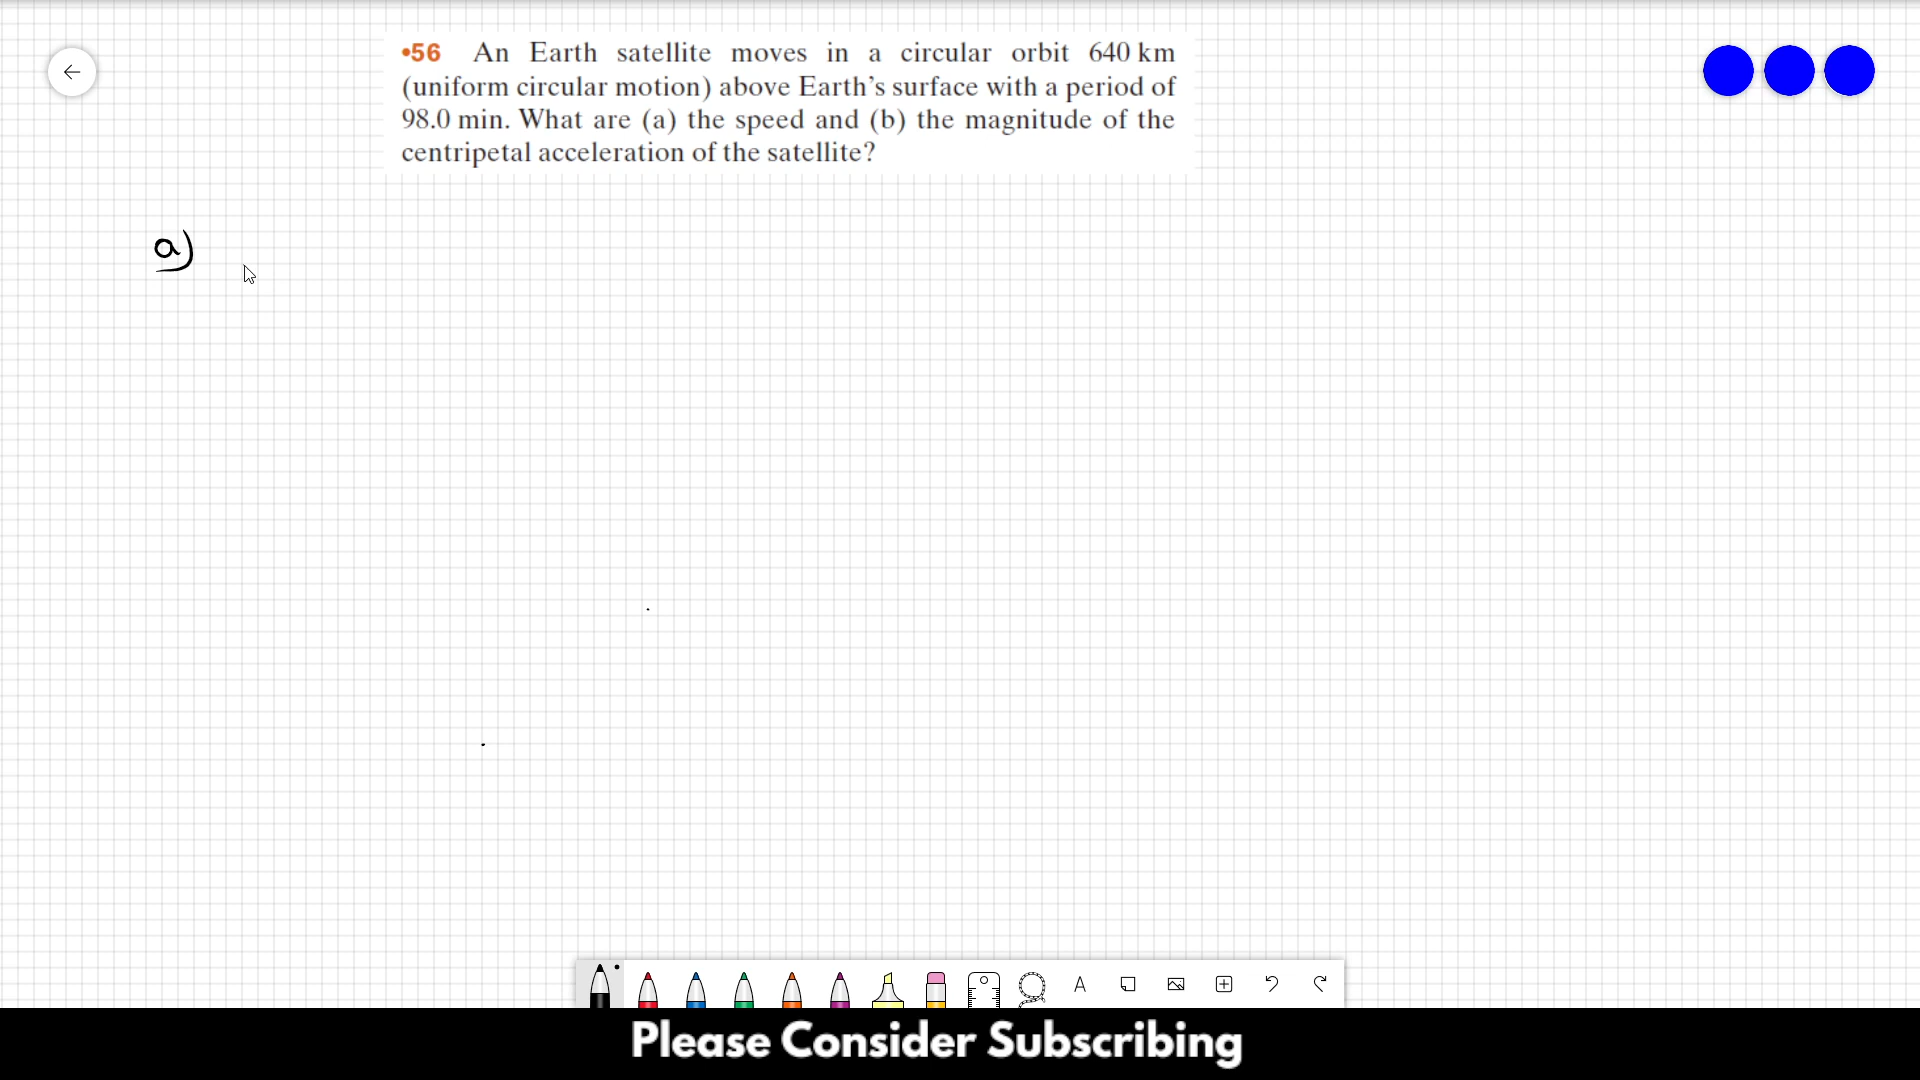 •56 An Earth satellite moves in a circular orbit 640 km
(uniform circular motion) above Earth's surface with a period of
98.0 min. What are (a) the speed and (b) the magnitude of the
centripetal acceleration of the satellite?
a)
A
Please Consider Subscribing